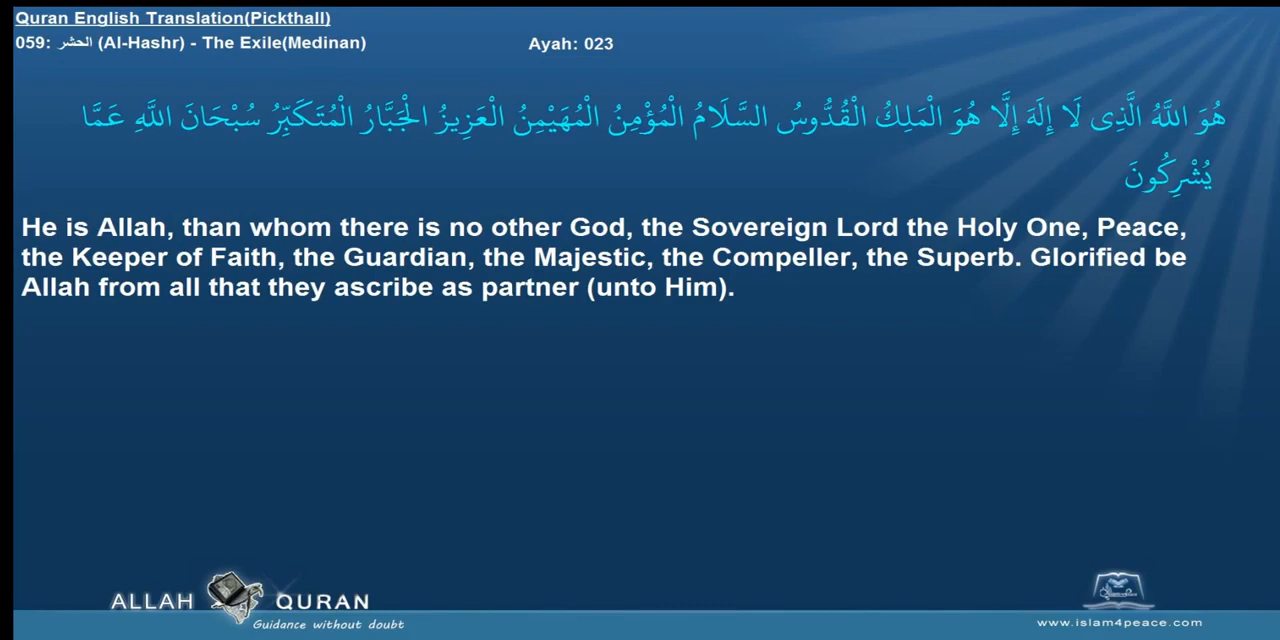 Quran English Translation(Pickthall)
059: الحشر (Al-Hashr) - The Exile(Medinan)
Ayah: 023
هُوَ اللَّهُ الَّذِى لَا إِلَهَ إِلَّا هُوَ الْمَلِكُ الْقُدُّوسُ السَّلَامُ الْمُؤْمِنُ الْمُهَيْمِنُ الْعَزِيزُ الْجَبَّارُ الْمُتَكَبِّرُ سُبْحَانَ اللَّهِ عَمَّا
يُشْرِكُونَ
He is Allah, than whom there is no other God, the Sovereign Lord the Holy One, Peace,
the Keeper of Faith, the Guardian, the Majestic, the Compeller, the Superb. Glorified be
Allah from all that they ascribe as partner (unto Him).
ALLAH QURAN
Guidance without doubt
www.islam4peace.com